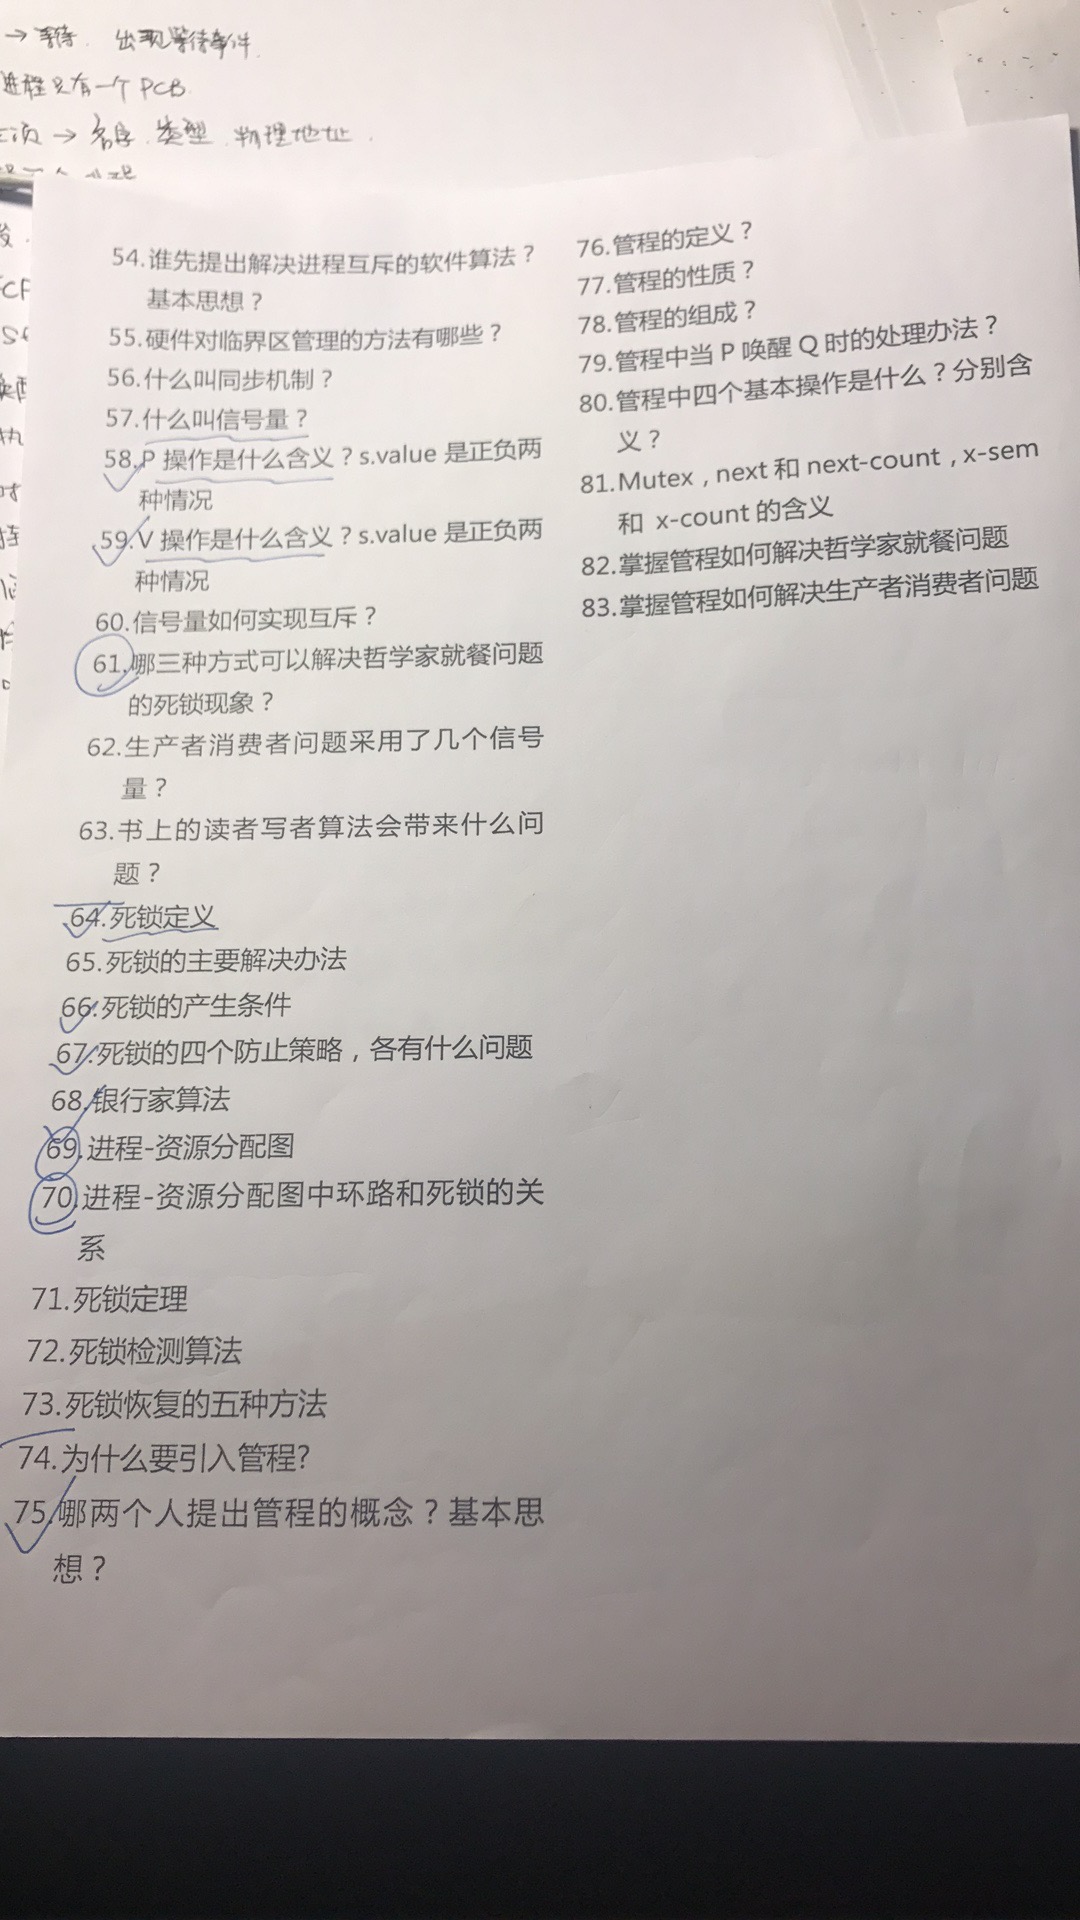 → 等待. 出现等待事件.
进程只有一个PCB.
→ 名字.类型.物理地址.
54.谁先提出解决进程互斥的软件算法？
基本思想？
55.硬件对临界区管理的方法有哪些？
56.什么叫同步机制？
57.什么叫信号量？
58.P 操作是什么含义？s.value 是正负两
种情况
59.V 操作是什么含义？s.value 是正负两
种情况
60.信号量如何实现互斥？
61.哪三种方式可以解决哲学家就餐问题
的死锁现象？
62.生产者消费者问题采用了几个信号
量？
63.书上的读者写者算法会带来什么问
题？
64.死锁定义
65.死锁的主要解决办法
66.死锁的产生条件
67.死锁的四个防止策略，各有什么问题
68.银行家算法
69.进程-资源分配图
70.进程-资源分配图中环路和死锁的关
系
71.死锁定理
72.死锁检测算法
73.死锁恢复的五种方法
74.为什么要引入管程?
75.哪两个人提出管程的概念？基本思
想？
76.管程的定义？
77.管程的性质？
78.管程的组成？
79.管程中当 P 唤醒 Q 时的处理办法？
80.管程中四个基本操作是什么？分别含
义？
81.Mutex，next 和 next-count，x-sem
和 x-count 的含义
82.掌握管程如何解决哲学家就餐问题
83.掌握管程如何解决生产者消费者问题